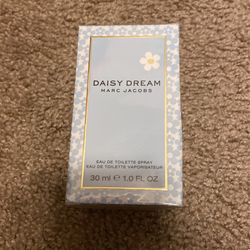 DAISY DREAM
MARC JACOBS
EAU DE TOILETTE SPRAY
EAU DE TOILETTE VAPORISATEUR
30 ml ℮ 1.0 FL OZ